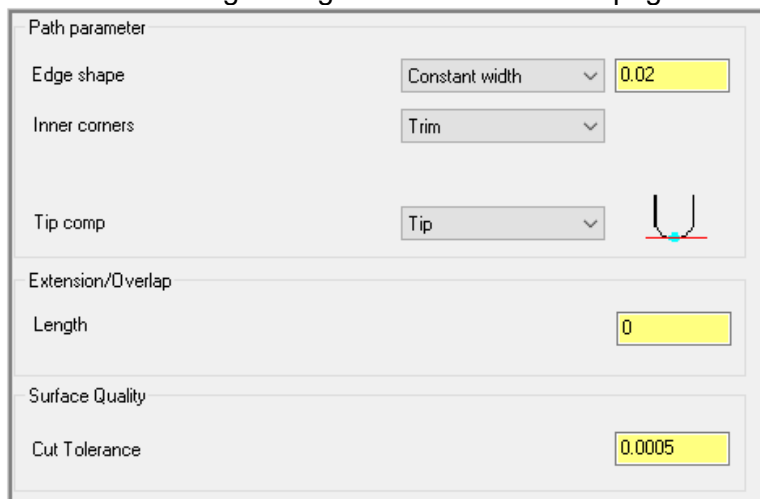 Path parameter
Edge shape Constant width 0.02
Inner corners Trim
Tip comp Tip
Extension/Overlap
Length 0
Surface Quality
Cut Tolerance 0.0005